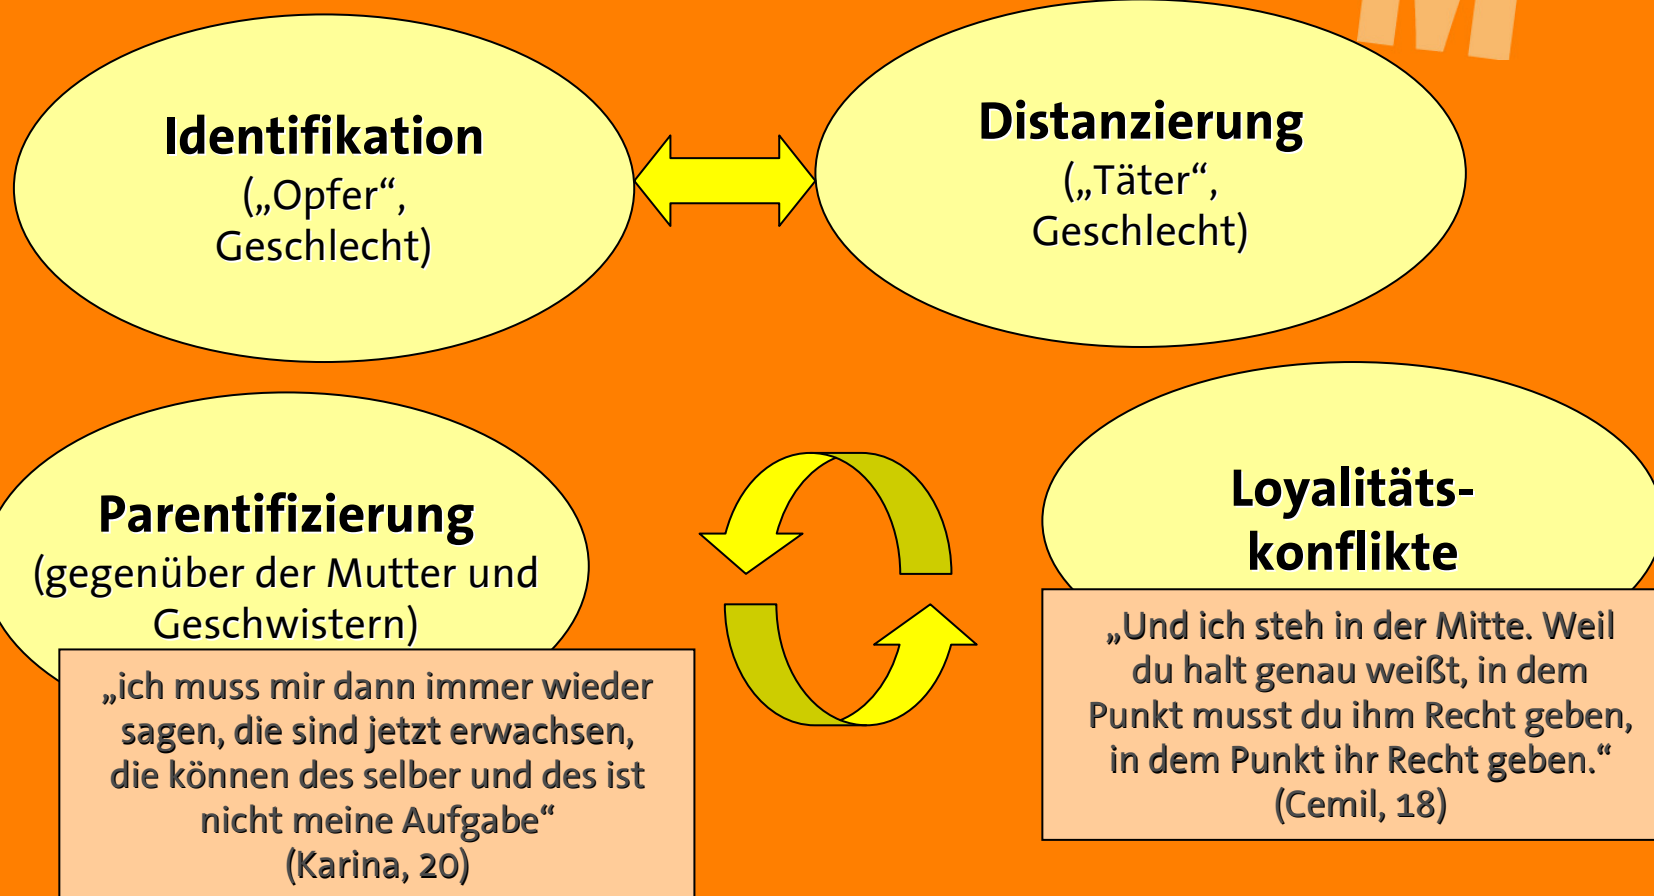 M
Identifikation
(„Opfer“,
Geschlecht)
Distanzierung
(„Täter“,
Geschlecht)
Parentifizierung
(gegenüber der Mutter und
Geschwistern)
„ich muss mir dann immer wieder
sagen, die sind jetzt erwachsen,
die können des selber und des ist
nicht meine Aufgabe“
(Karina, 20)
Loyalitäts-
konflikte
„Und ich steh in der Mitte. Weil
du halt genau weißt, in dem
Punkt musst du ihm Recht geben,
in dem Punkt ihr Recht geben.“
(Cemil, 18)